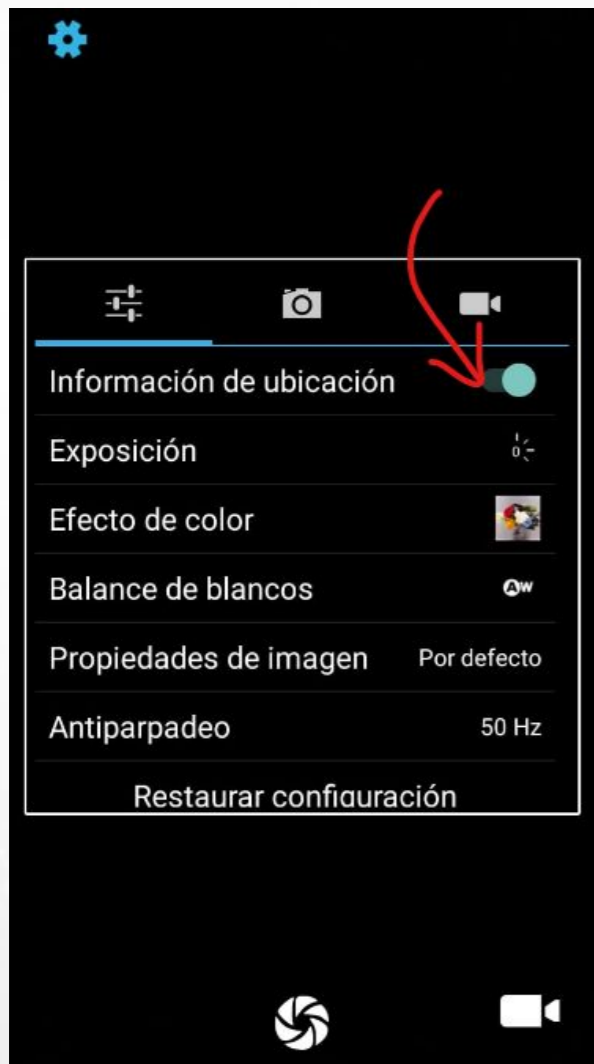 Información de ubicación
Exposición
Efecto de color
Balance de blancos AW
Propiedades de imagen Por defecto
Antiparpadeo 50 Hz
Restaurar configuración